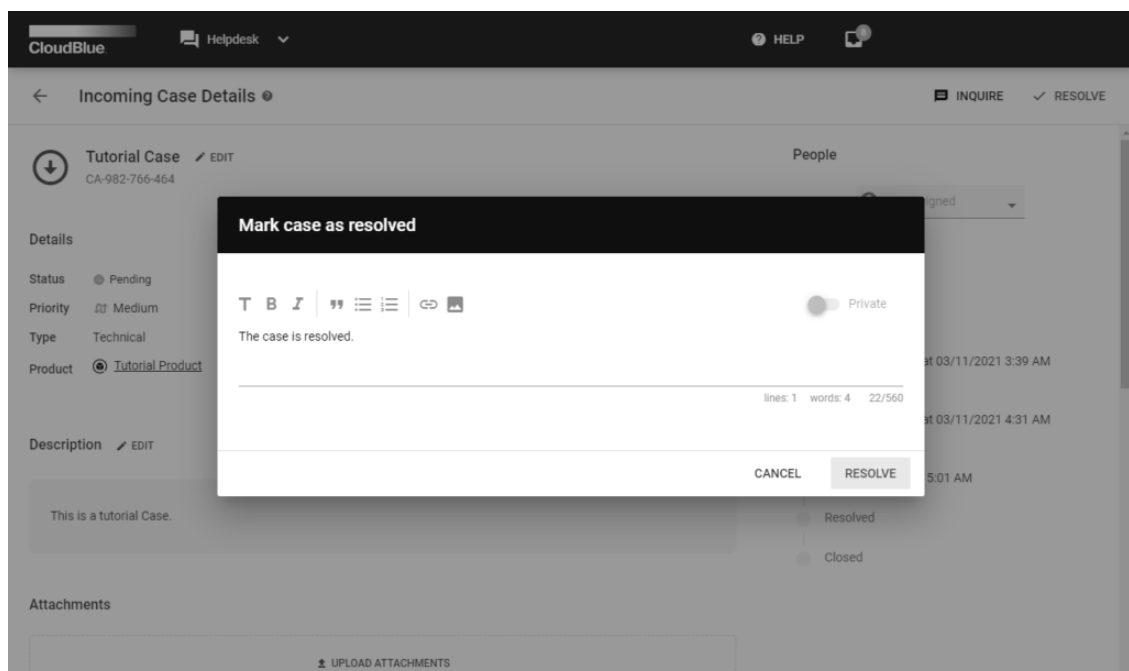 CloudBlue
Helpdesk
HELP
Incoming Case Details
INQUIRE
RESOLVE
Tutorial Case
EDIT
CA-982-766-464
People
Mark case as resolved
Details
Status Pending
Priority Medium
Type Technical
Product Tutorial Product
T B I
Private
The case is resolved.
lines: 1 words: 4 22/560
at 03/11/2021 3:39 AM
at 03/11/2021 4:31 AM
Description
EDIT
CANCEL
RESOLVE
5:01 AM
This is a tutorial Case.
Resolved
Closed
Attachments
UPLOAD ATTACHMENTS